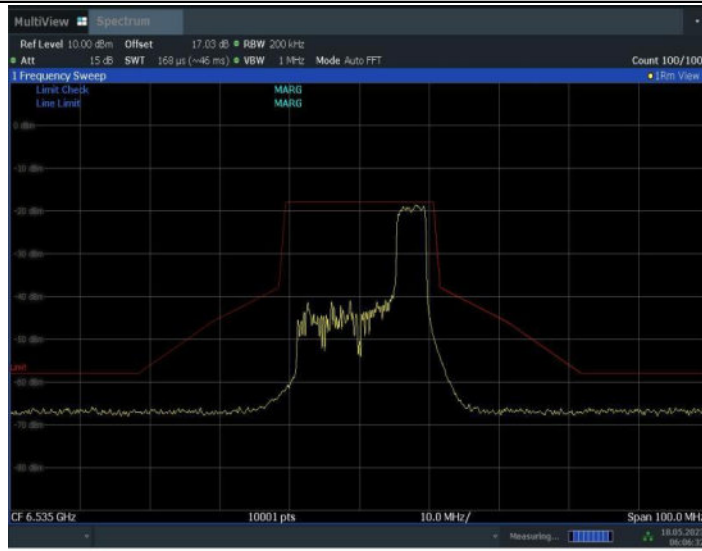 MultiView Spectrum
Ref Level 10.00 dBm Offset 17.03 dB RBW 200 kHz
Att 15 dB SWT 168 µs (~46 ms) VBW 1 MHz Mode Auto FFT Count 100/100
1 Frequency Sweep 1Rm View
Limit Check MARG
Line Limit MARG
0 dBm
-10 dBm
-20 dBm
-30 dBm
-40 dBm
-50 dBm
-60 dBm
-70 dBm
-80 dBm
CF 6.535 GHz 10001 pts 10.0 MHz/ Span 100.0 MHz
Measuring... 18.05.202
06:06:3